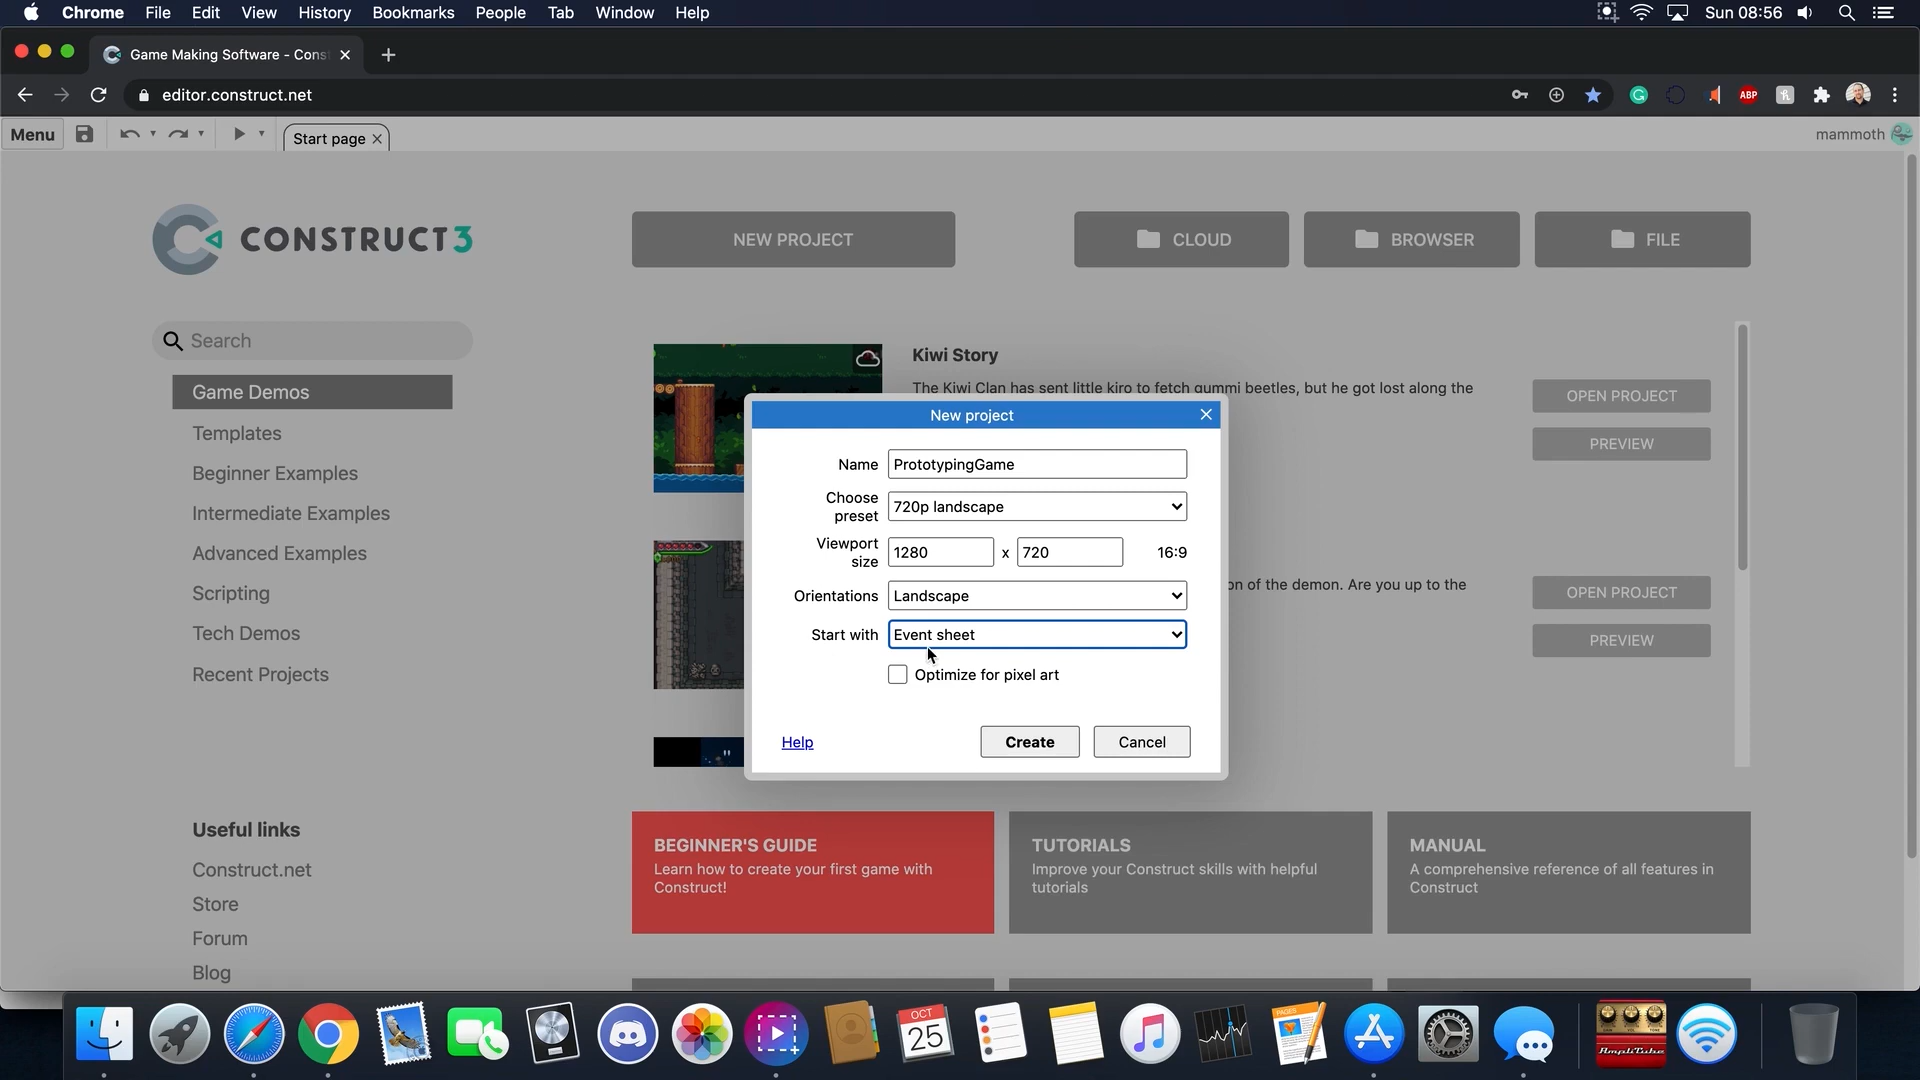 Chrome File Edit View History Bookmarks People Tab Window Help Sun 08:56
Game Making Software - Cons
editor.construct.net ABP
Menu Start page mammoth
CONSTRUCT3
NEW PROJECT CLOUD BROWSER FILE
Search
Game Demos
Templates
Beginner Examples
Intermediate Examples
Advanced Examples
Scripting
Tech Demos
Recent Projects
Kiwi Story
The Kiwi Clan has sent little kiro to fetch gummi beetles, but he got lost along the
OPEN PROJECT
PREVIEW
on of the demon. Are you up to the
OPEN PROJECT
PREVIEW
New project
Name PrototypingGame
Choose
preset 720p landscape
Viewport
size 1280 x 720 16:9
Orientations Landscape
Start with Event sheet
Optimize for pixel art
Help Create Cancel
Useful links
Construct.net
Store
Forum
Blog
BEGINNER'S GUIDE
Learn how to create your first game with
Construct!
TUTORIALS
Improve your Construct skills with helpful
tutorials
MANUAL
A comprehensive reference of all features in
Construct
OCT
25
PAGES
AmpliTube